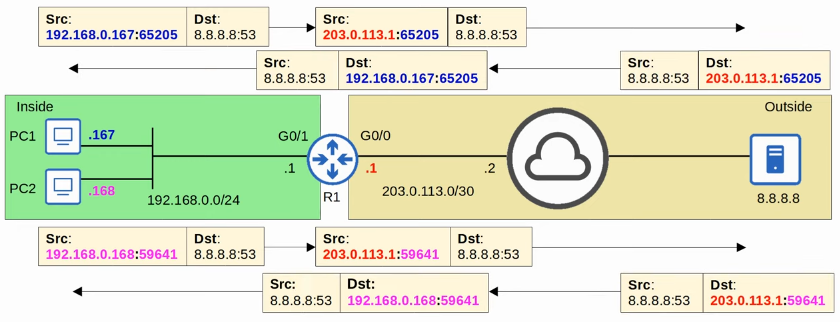 Src: Dst:
192.168.0.167:65205 8.8.8.8:53
Src: Dst:
203.0.113.1:65205 8.8.8.8:53
Src: Dst:
8.8.8.8:53 192.168.0.167:65205
Src: Dst:
8.8.8.8:53 203.0.113.1:65205
Inside
Outside
PC1 .167
G0/1
G0/0
.1
.1
.2
PC2 .168
192.168.0.0/24
R1
203.0.113.0/30
8.8.8.8
Src: Dst:
192.168.0.168:59641 8.8.8.8:53
Src: Dst:
203.0.113.1:59641 8.8.8.8:53
Src: Dst:
8.8.8.8:53 192.168.0.168:59641
Src: Dst:
8.8.8.8:53 203.0.113.1:59641